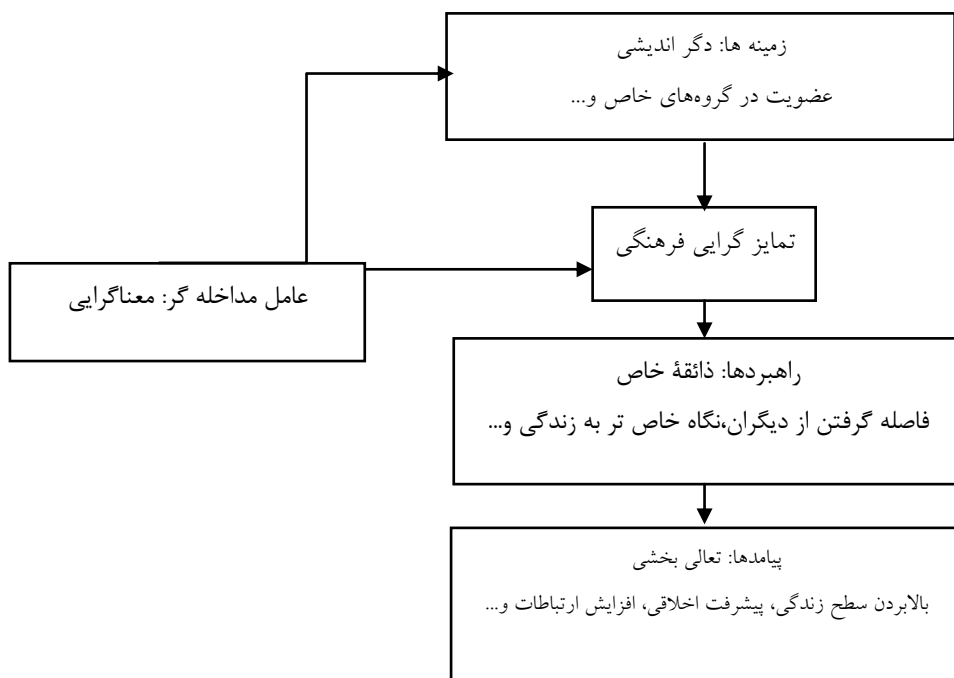 زمینه ها: دگر اندیشی
عضویت در گروه‌های خاص و...
تمایز گرایی فرهنگی
عامل مداخله گر: معناگرایی
راهبردها: ذائقهٔ خاص
فاصله گرفتن از دیگران،نگاه خاص تر به زندگی و...
پیامدها: تعالی بخشی
بالابردن سطح زندگی، پیشرفت اخلاقی، افزایش ارتباطات و...